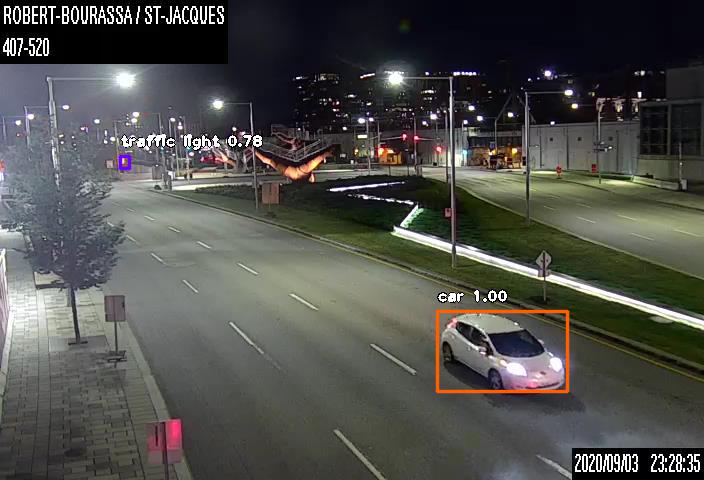 ROBERT-BOURASSA / ST-JACQUES
407-520
traffic light 0.78
car 1.00
2020/09/03 23:28:35